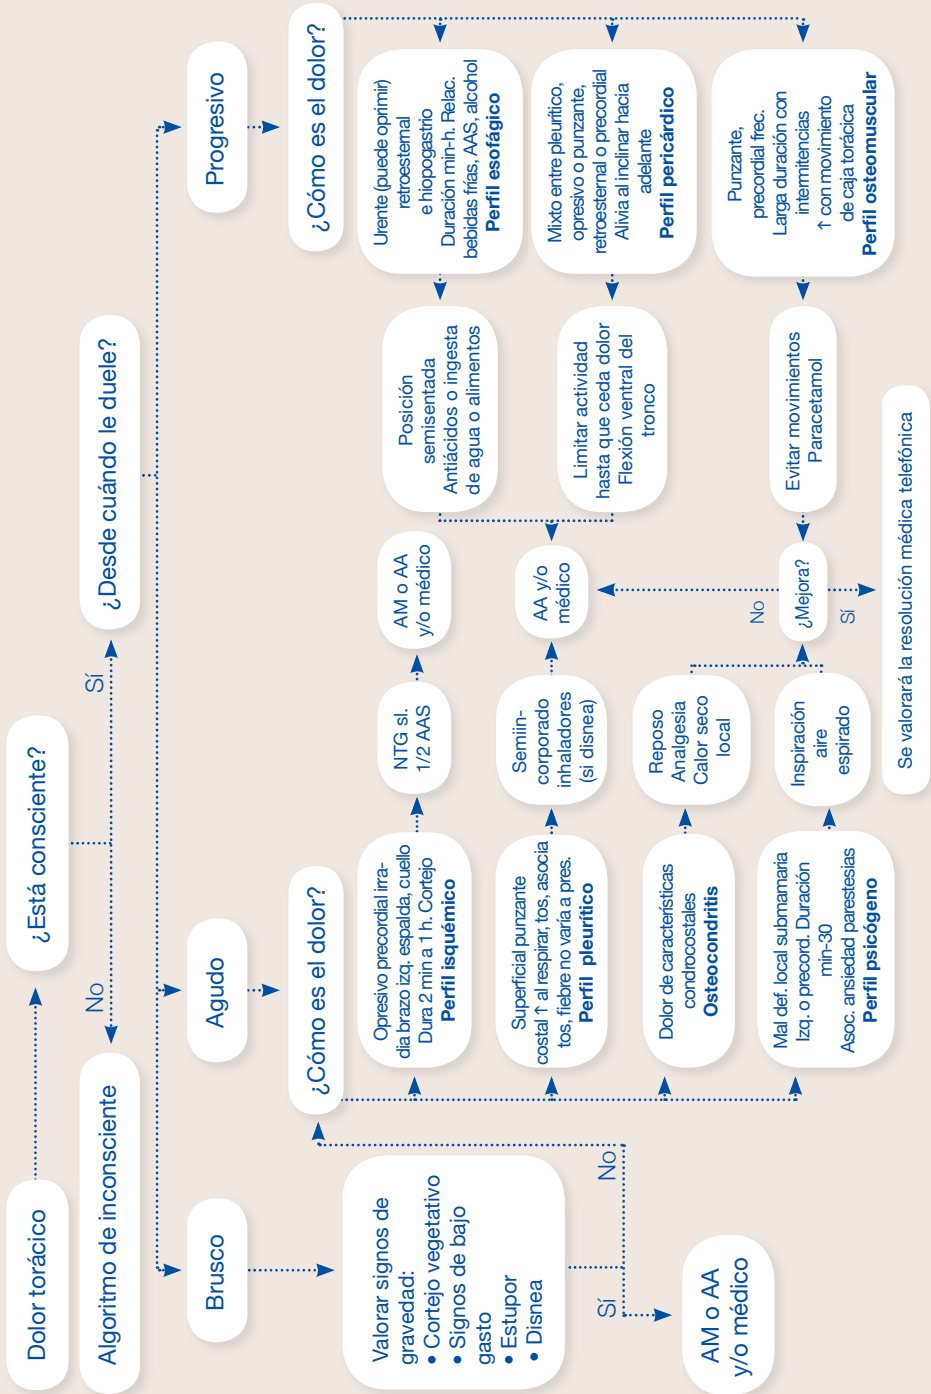 Dolor torácico
¿Está consciente?
No
Sí
Algoritmo de inconsciente
¿Desde cuándo le duele?
Brusco
Agudo
Progresivo
Valorar signos de
gravedad:
• Cortejo vegetativo
• Signos de bajo
gasto
• Estupor
• Disnea
Sí
No
AM o AA
y/o médico
¿Cómo es el dolor?
Opresivo precordial irra-
dia brazo izq. espalda, cuello
Dura 2 min a 1 h. Cortejo
Perfil isquémico
NTG sl.
1/2 AAS
AM o AA
y/o médico
Superficial punzante
costal ↑ al respirar, tos, asocia
tos, fiebre no varía a pres.
Perfil pleurítico
Semiin-
corporado
inhaladores
(si disnea)
AA y/o
médico
Dolor de características
condrocostales
Osteocondritis
Reposo
Analgesia
Calor seco
local
Mal def. local submamaria
Izq. o precord. Duración
min-30
Asoc. ansiedad parestesias
Perfil psicógeno
Inspiración
aire
espirado
¿Mejora?
No
Sí
Se valorará la resolución médica telefónica
¿Cómo es el dolor?
Urente (puede oprimir)
retroestemal
e hiopogastrio
Duración min-h. Relac.
bebidas frías, AAS, alcohol
Perfil esofágico
Posición
semisentada
Antiácidos o ingesta
de agua o alimentos
Mixto entre pleurítico,
opresivo o punzante,
retroesternal o precordial
Alivia al inclinar hacia
adelante
Perfil pericárdico
Limitar actividad
hasta que ceda dolor
Flexión ventral del
tronco
Punzante,
precordial frec.
Larga duración con
intermitencias
↑ con movimiento
de caja torácica
Perfil osteomuscular
Evitar movimientos
Paracetamol